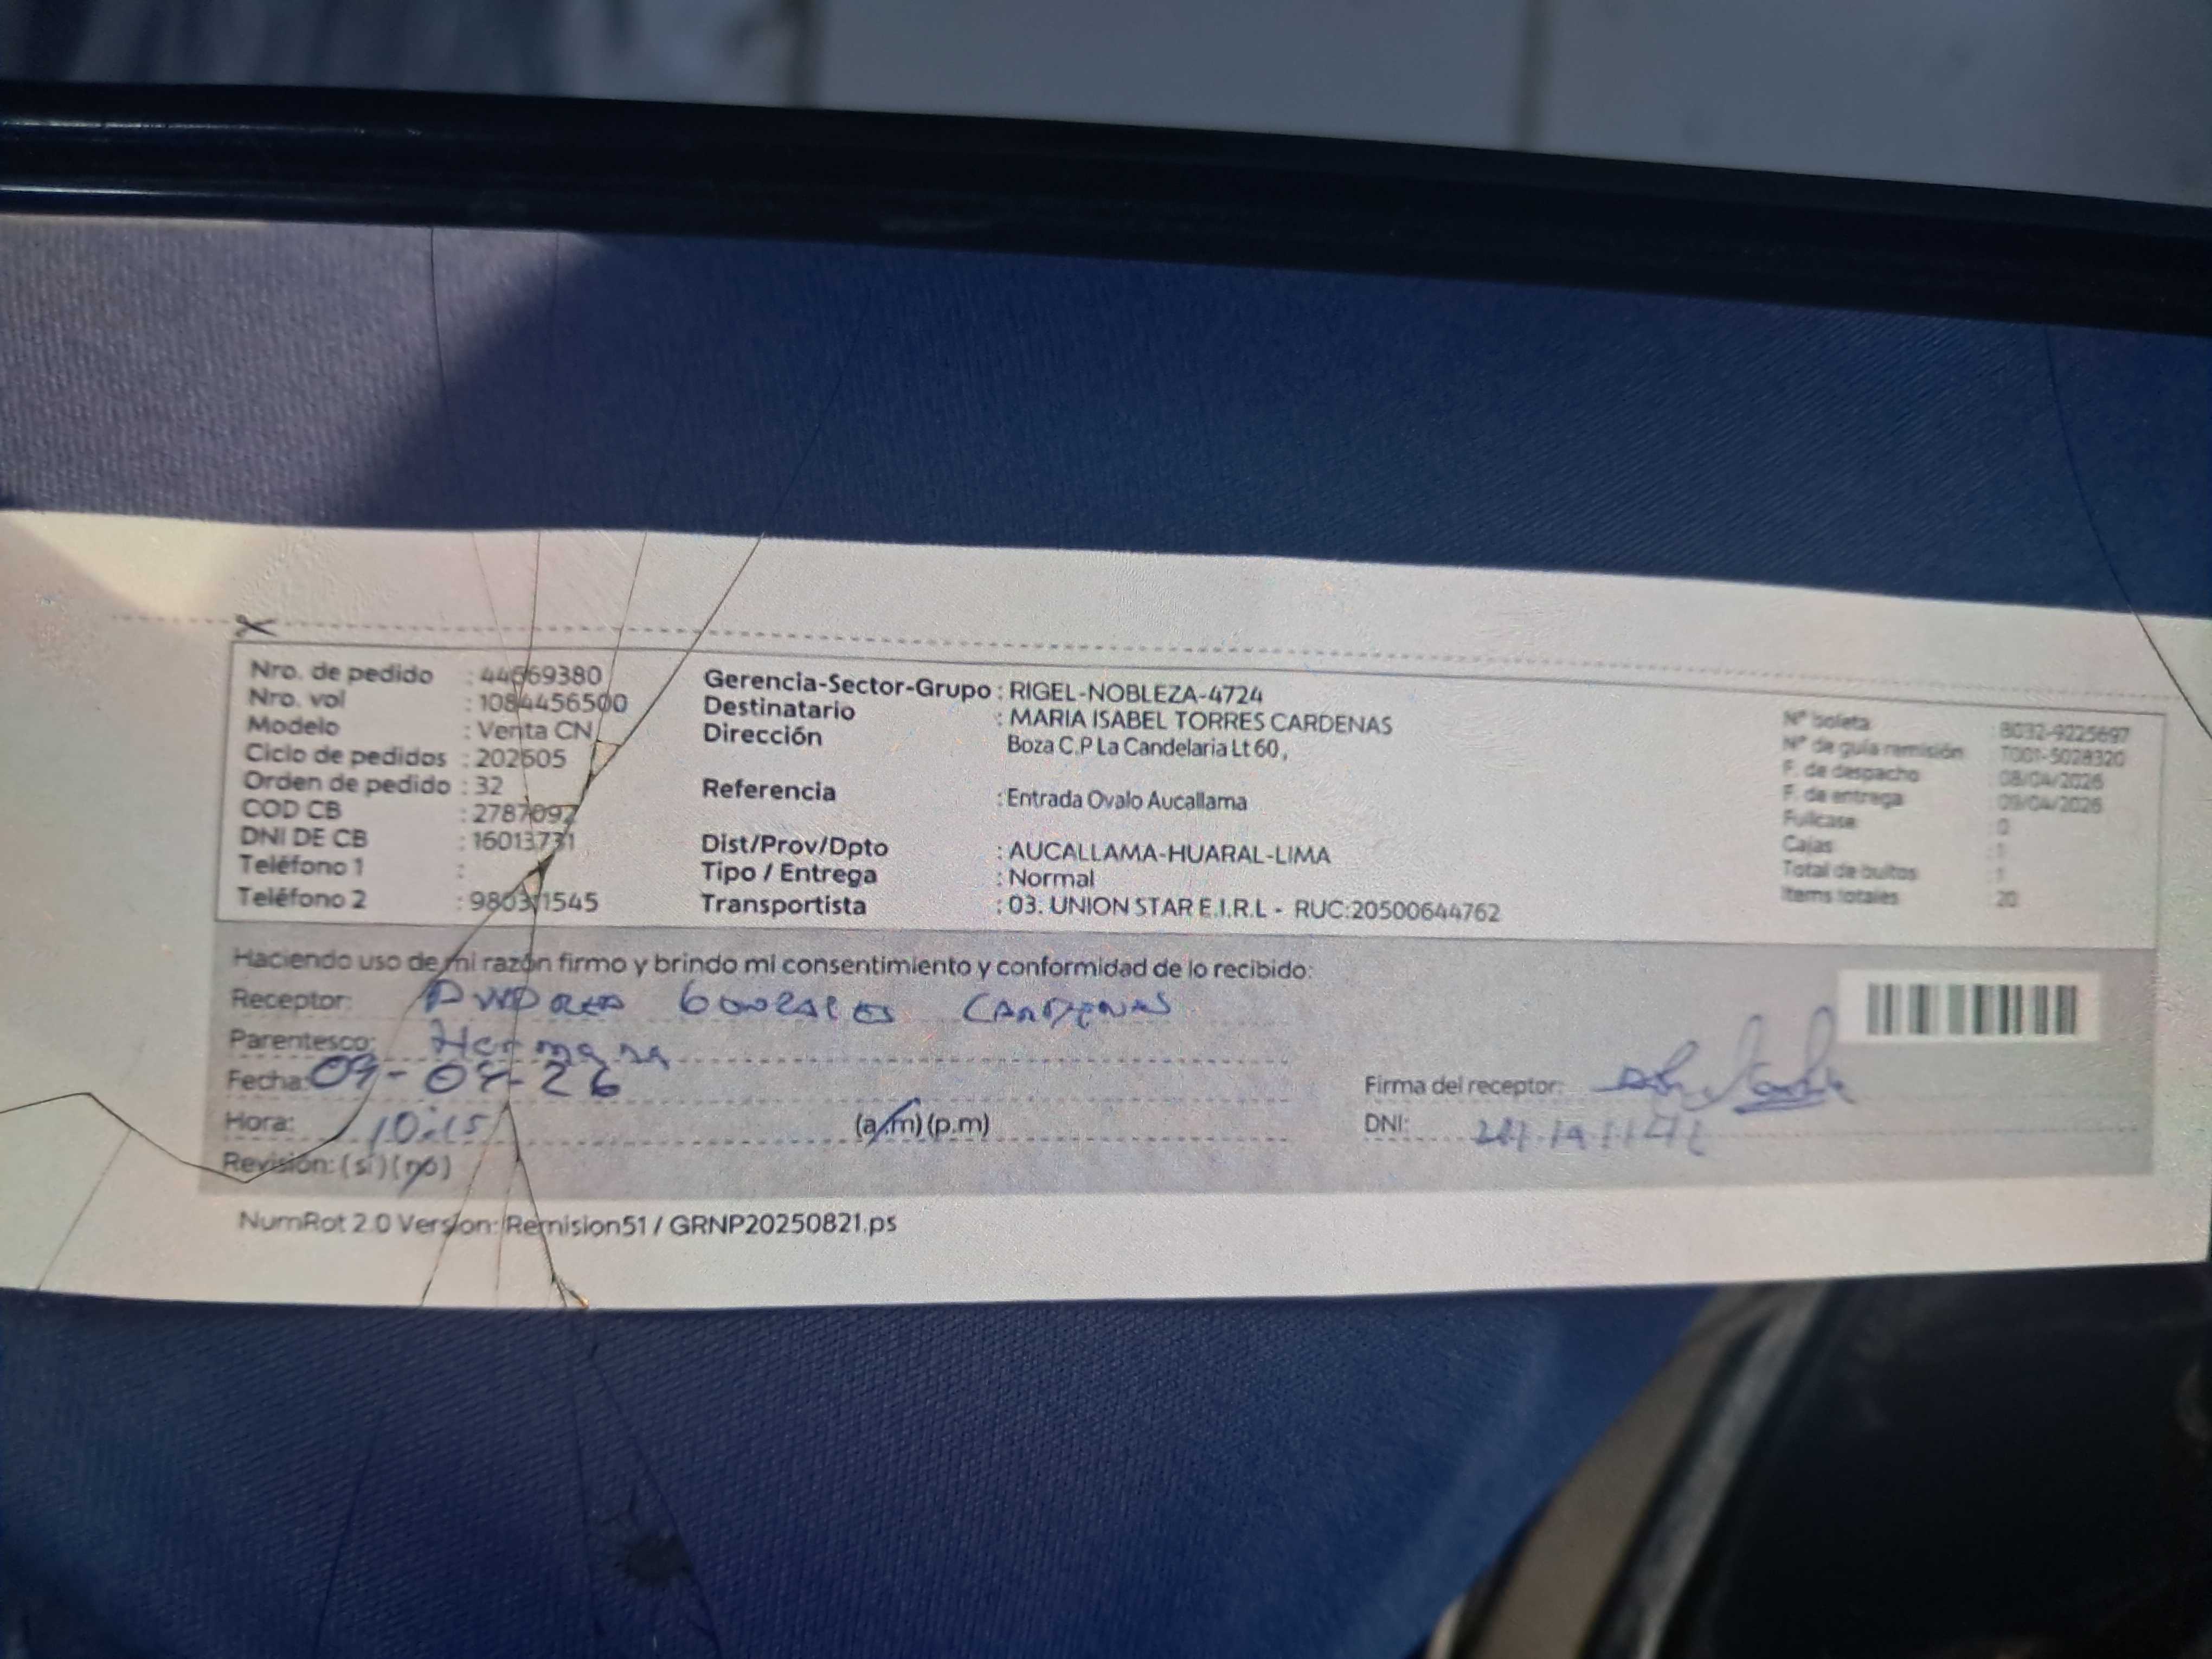 Nro. de pedido : 44669380
Nro. vol : 1084456500
Modelo : Venta CN
Ciclo de pedidos : 202605
Orden de pedido : 32
COD CB : 2787097
DNI DE CB : 16013731
Teléfono 1 :
Teléfono 2 : 980311545
Gerencia-Sector-Grupo : RIGEL-NOBLEZA-4724
Destinatario : MARIA ISABEL TORRES CARDENAS
Dirección Boza C.P La Candelaria Lt 60,
Referencia : Entrada Ovalo Aucallama
Dist/Prov/Dpto : AUCALLAMA-HUARAL-LIMA
Tipo / Entrega : Normal
Transportista : 03. UNION STAR E.I.R.L - RUC:20500644762
N° boleta : B032-9225697
N° de guía remisión : T001-5028320
F. de despacho : 08/04/2026
F. de entrega : 09/04/2026
Fullcase : 0
Cajas : 1
Total de bultos : 1
Items totales : 20
Haciendo uso de mi razón firmo y brindo mi consentimiento y conformidad de lo recibido:
Receptor: CARDENAS
Parentesco: Hermana
Fecha: 09-04-26
Hora: 10:15 (a.m) (p.m)
Revisión: (si) (no)
Firma del receptor:
DNI:
NumRot 2.0 Version: Remision51 / GRNP20250821.ps